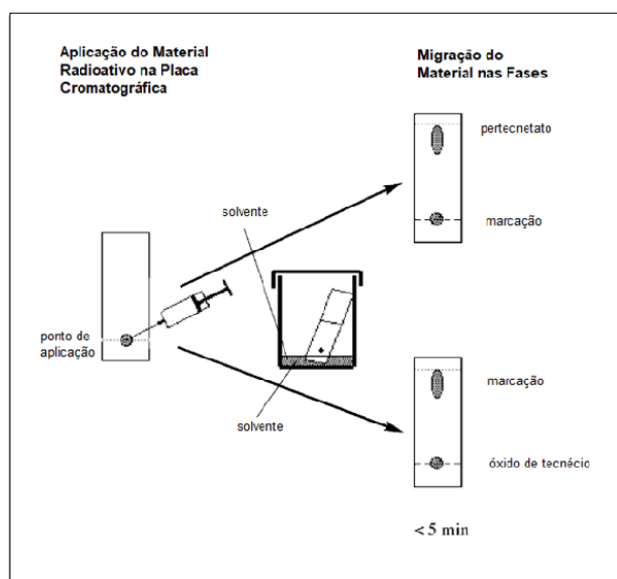 Aplicação do Material
Radioativo na Placa
Cromatográfica
Migração do
Material nas Fases
pertecnetato
solvente
marcação
ponto de
aplicação
marcação
solvente
óxido de tecnécio
< 5 min